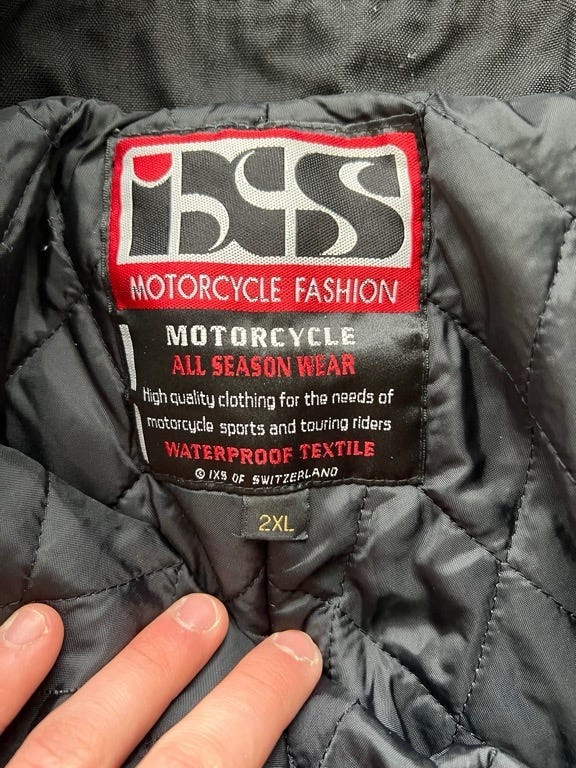 iXS
MOTORCYCLE FASHION
MOTORCYCLE
ALL SEASON WEAR
High quality clothing for the needs of
motorcycle sports and touring riders
WATERPROOF TEXTILE
© IXS OF SWITZERLAND
2XL